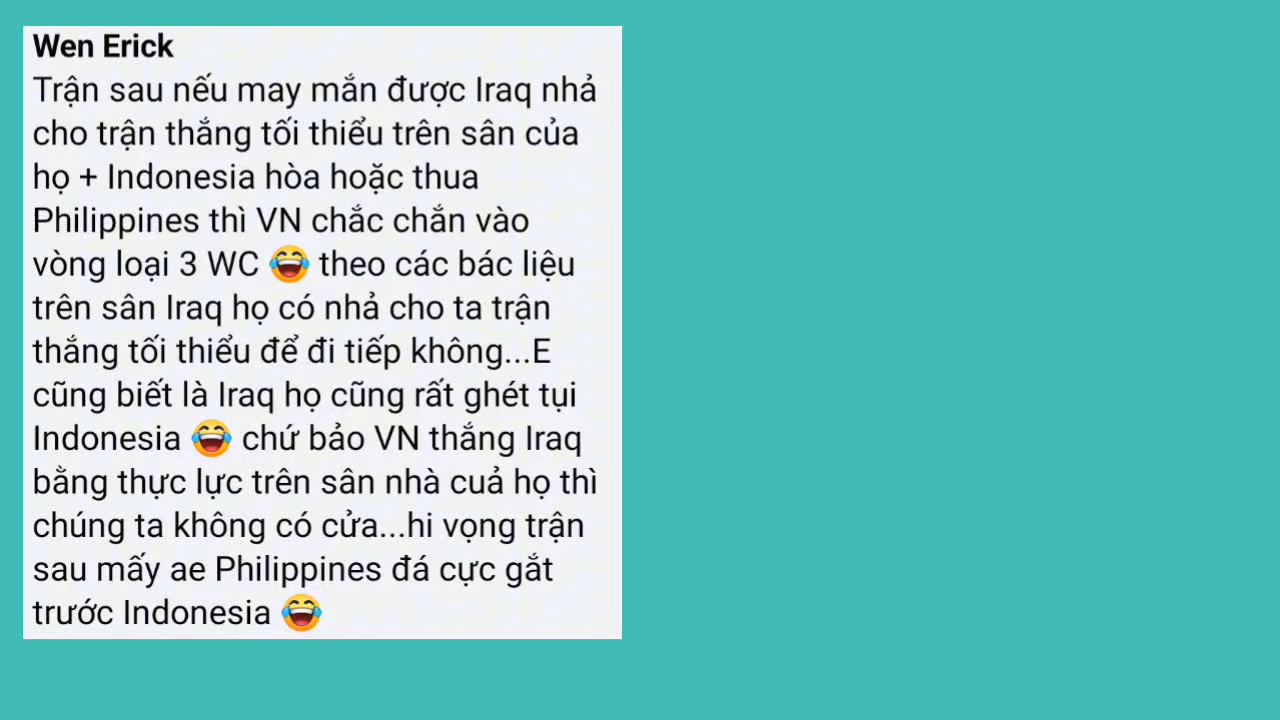 Wen Erick
Trận sau nếu may mắn được Iraq nhả
cho trận thắng tối thiểu trên sân của
họ + Indonesia hòa hoặc thua
Philippines thì VN chắc chắn vào
vòng loại 3 WC 😂 theo các bác liệu
trên sân Iraq họ có nhả cho ta trận
thắng tối thiểu để đi tiếp không...E
cũng biết là Iraq họ cũng rất ghét tụi
Indonesia 😂 chứ bảo VN thắng Iraq
bằng thực lực trên sân nhà cuả họ thì
chúng ta không có cửa...hi vọng trận
sau mấy ae Philippines đá cực gắt
trước Indonesia 😂